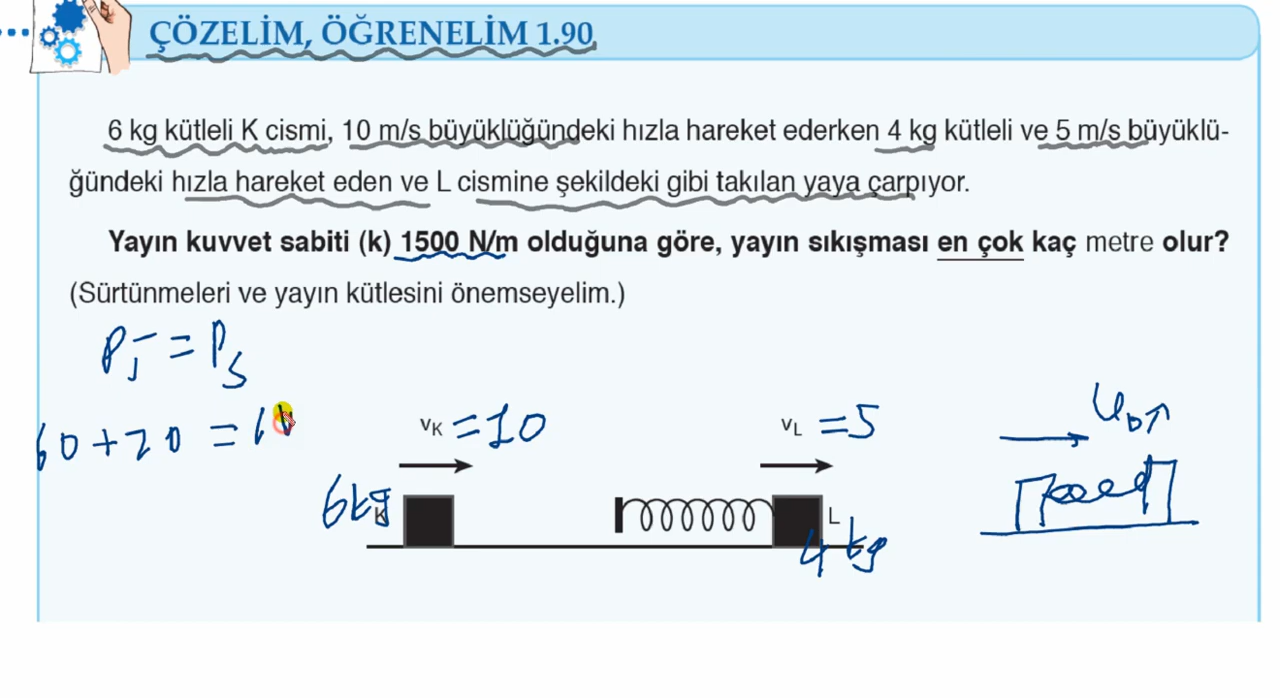 ÇÖZELİM, ÖĞRENELİM 1.90
6 kg kütleli K cismi, 10 m/s büyüklüğündeki hızla hareket ederken 4 kg kütleli ve 5 m/s büyüklü-
ğündeki hızla hareket eden ve L cismine şekildeki gibi takılan yaya çarpıyor.
Yayın kuvvet sabiti (k) 1500 N/m olduğuna göre, yayın sıkışması en çok kaç metre olur?
(Sürtünmeleri ve yayın kütlesini önemseyelim.)
Pİ = PS
60 + 20 = 10
vK = 10
vL = 5
6kg
K
L
4 kg